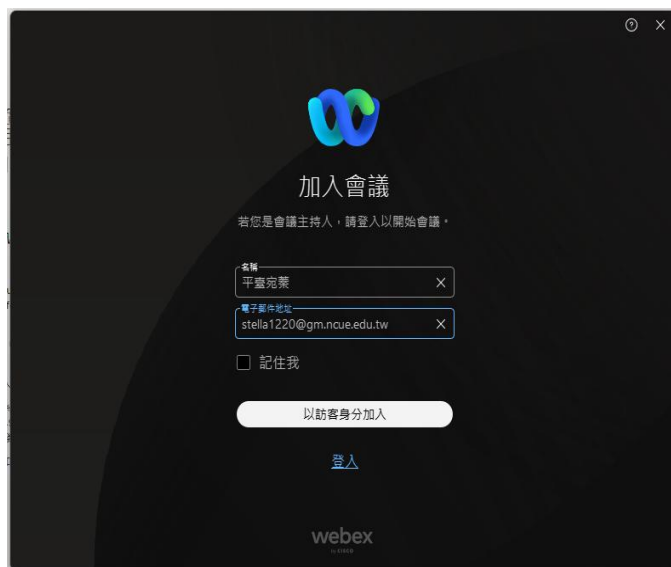 加入會議
若您是會議主持人，請登入以開始會議。
名稱
平臺宛蓁
電子郵件地址
stella1220@gm.ncue.edu.tw
記住我
以訪客身分加入
登入
webex
by CISCO